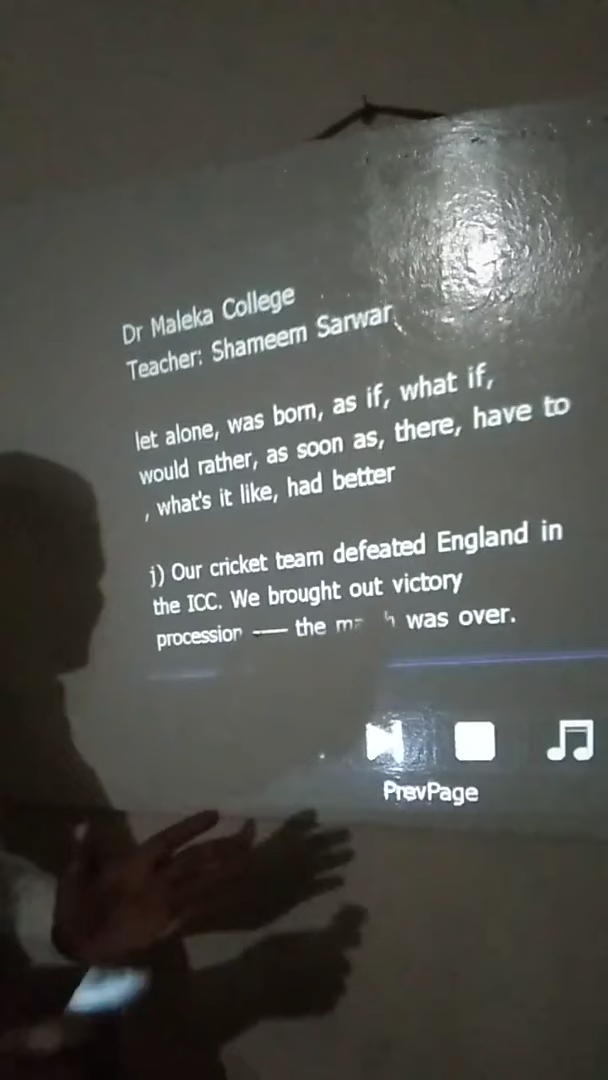 Dr Maleka College
Teacher: Shameem Sarwar
let alone, was born, as if, what if,
would rather, as soon as, there, have to
, what's it like, had better
j) Our cricket team defeated England in
the ICC. We brought out victory
procession —— the was over.
PrevPage